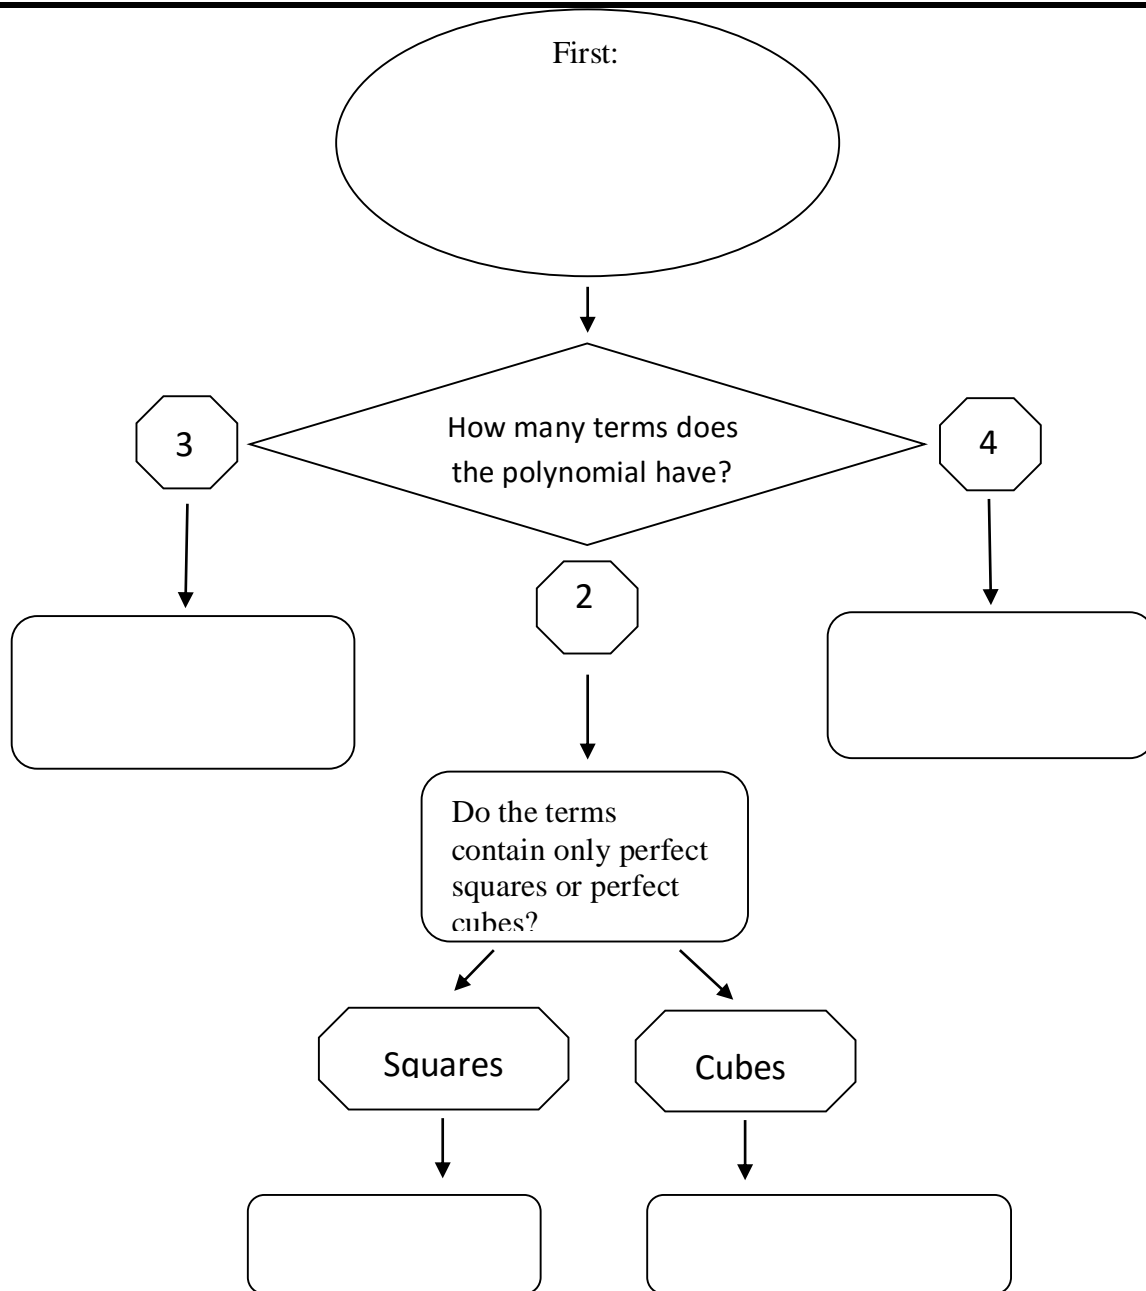 First:
How many terms does
the polynomial have?
3
4
2
Do the terms
contain only perfect
squares or perfect
cubes?
Squares
Cubes